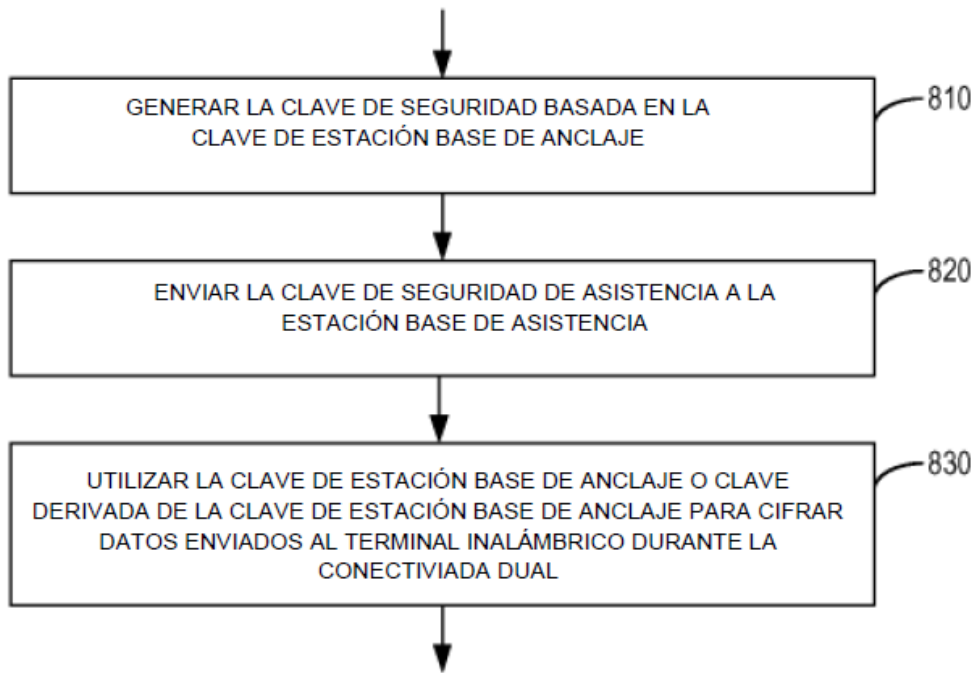 GENERAR LA CLAVE DE SEGURIDAD BASADA EN LA
CLAVE DE ESTACIÓN BASE DE ANCLAJE
810
ENVIAR LA CLAVE DE SEGURIDAD DE ASISTENCIA A LA
ESTACIÓN BASE DE ASISTENCIA
820
UTILIZAR LA CLAVE DE ESTACIÓN BASE DE ANCLAJE O CLAVE
DERIVADA DE LA CLAVE DE ESTACIÓN BASE DE ANCLAJE PARA CIFRAR
DATOS ENVIADOS AL TERMINAL INALÁMBRICO DURANTE LA
CONECTIVIADA DUAL
830